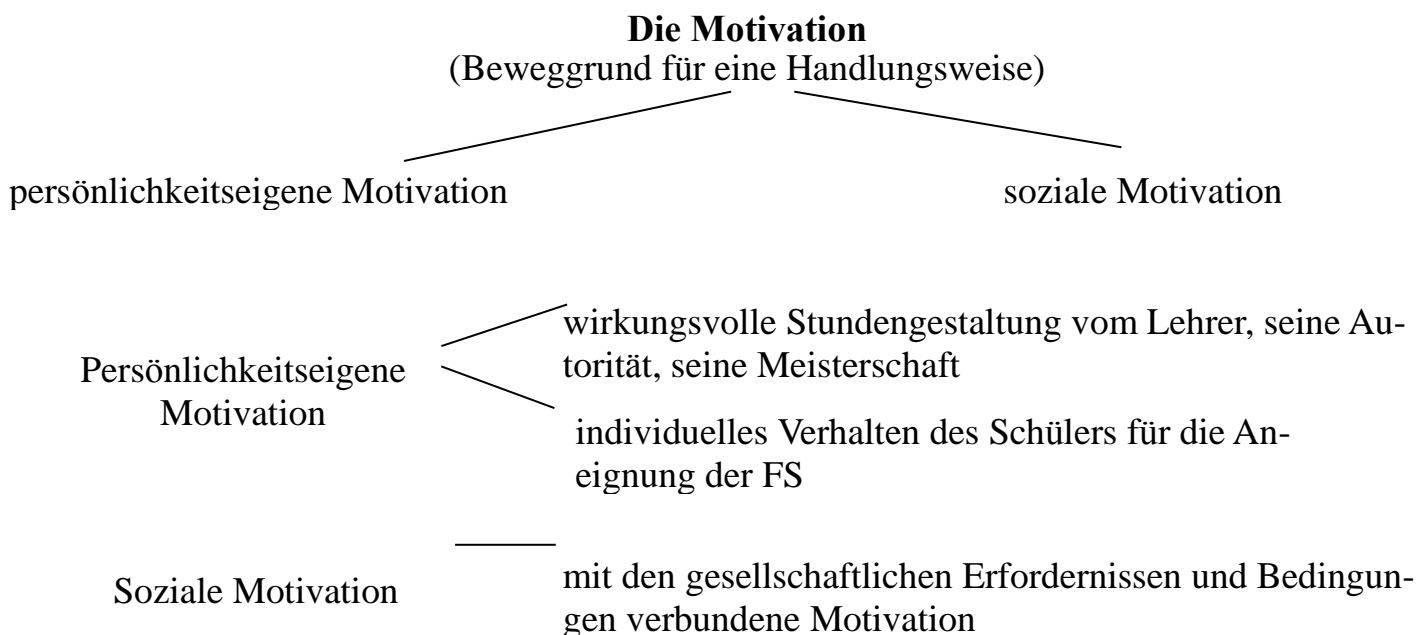 Die Motivation
(Beweggrund für eine Handlungsweise)
persönlichkeitseigene Motivation
soziale Motivation
wirkungsvolle Stundengestaltung vom Lehrer, seine Au-
torität, seine Meisterschaft
Persönlichkeitseigene
Motivation
individuelles Verhalten des Schülers für die An-
eignung der FS
Soziale Motivation
mit den gesellschaftlichen Erfordernissen und Bedingun-
gen verbundene Motivation